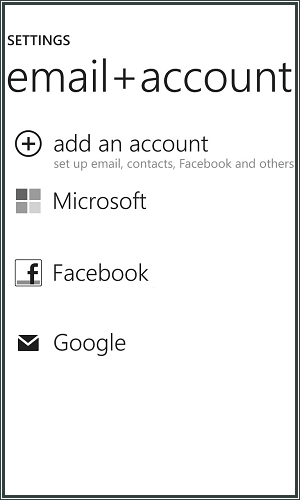 SETTINGS
email+account
add an account
set up email, contacts, Facebook and others
Microsoft
f
Facebook
Google